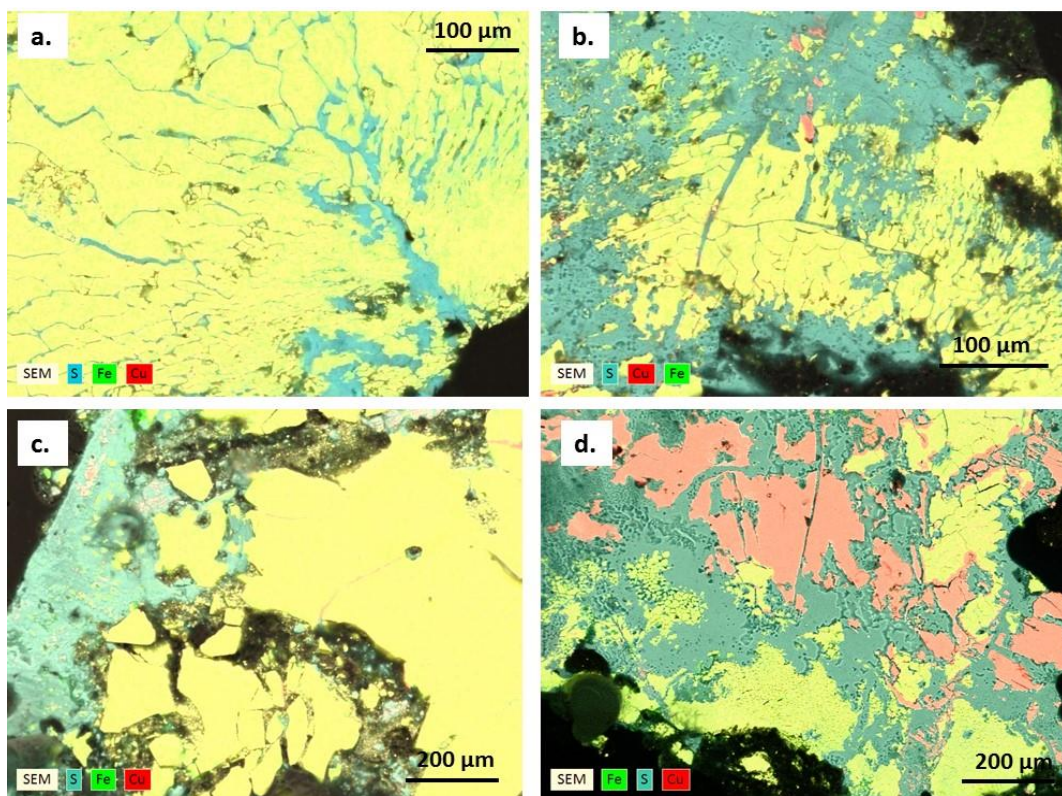 a.
100 µm
SEM S Fe Cu
b.
100 µm
SEM S Cu Fe
c.
200 µm
SEM S Fe Cu
d.
200 µm
SEM Fe S Cu